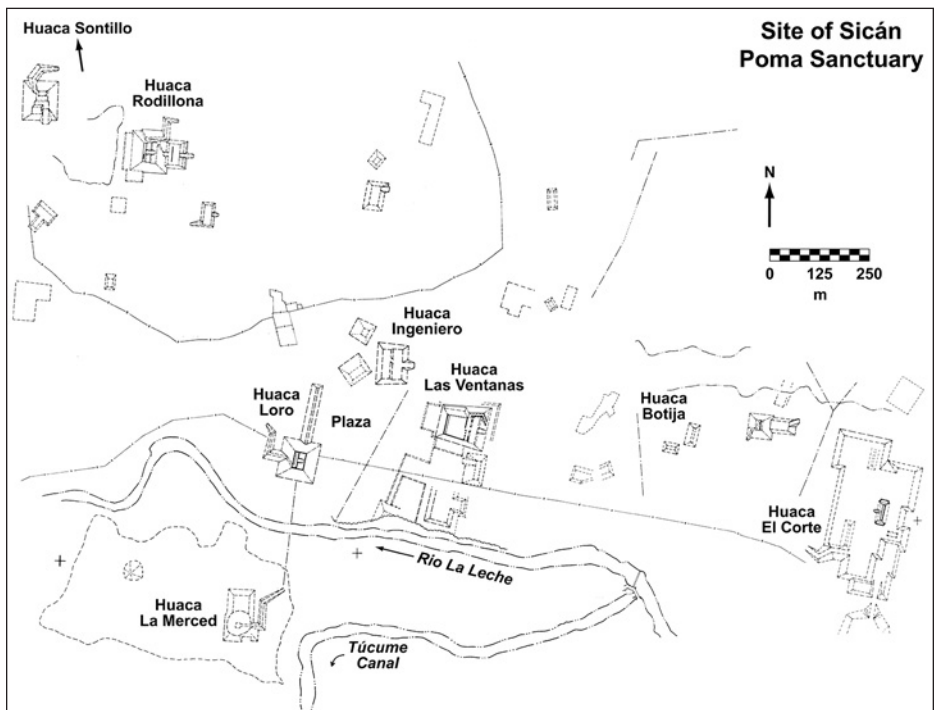 Site of Sicán
Poma Sanctuary
Huaca Sontillo
Huaca
Rodillona
N
0 125 250
m
Huaca
Ingeniero
Huaca
Las Ventanas
Huaca
Loro
Plaza
Huaca
Botija
Huaca
El Corte
Río La Leche
Huaca
La Merced
Túcume
Canal